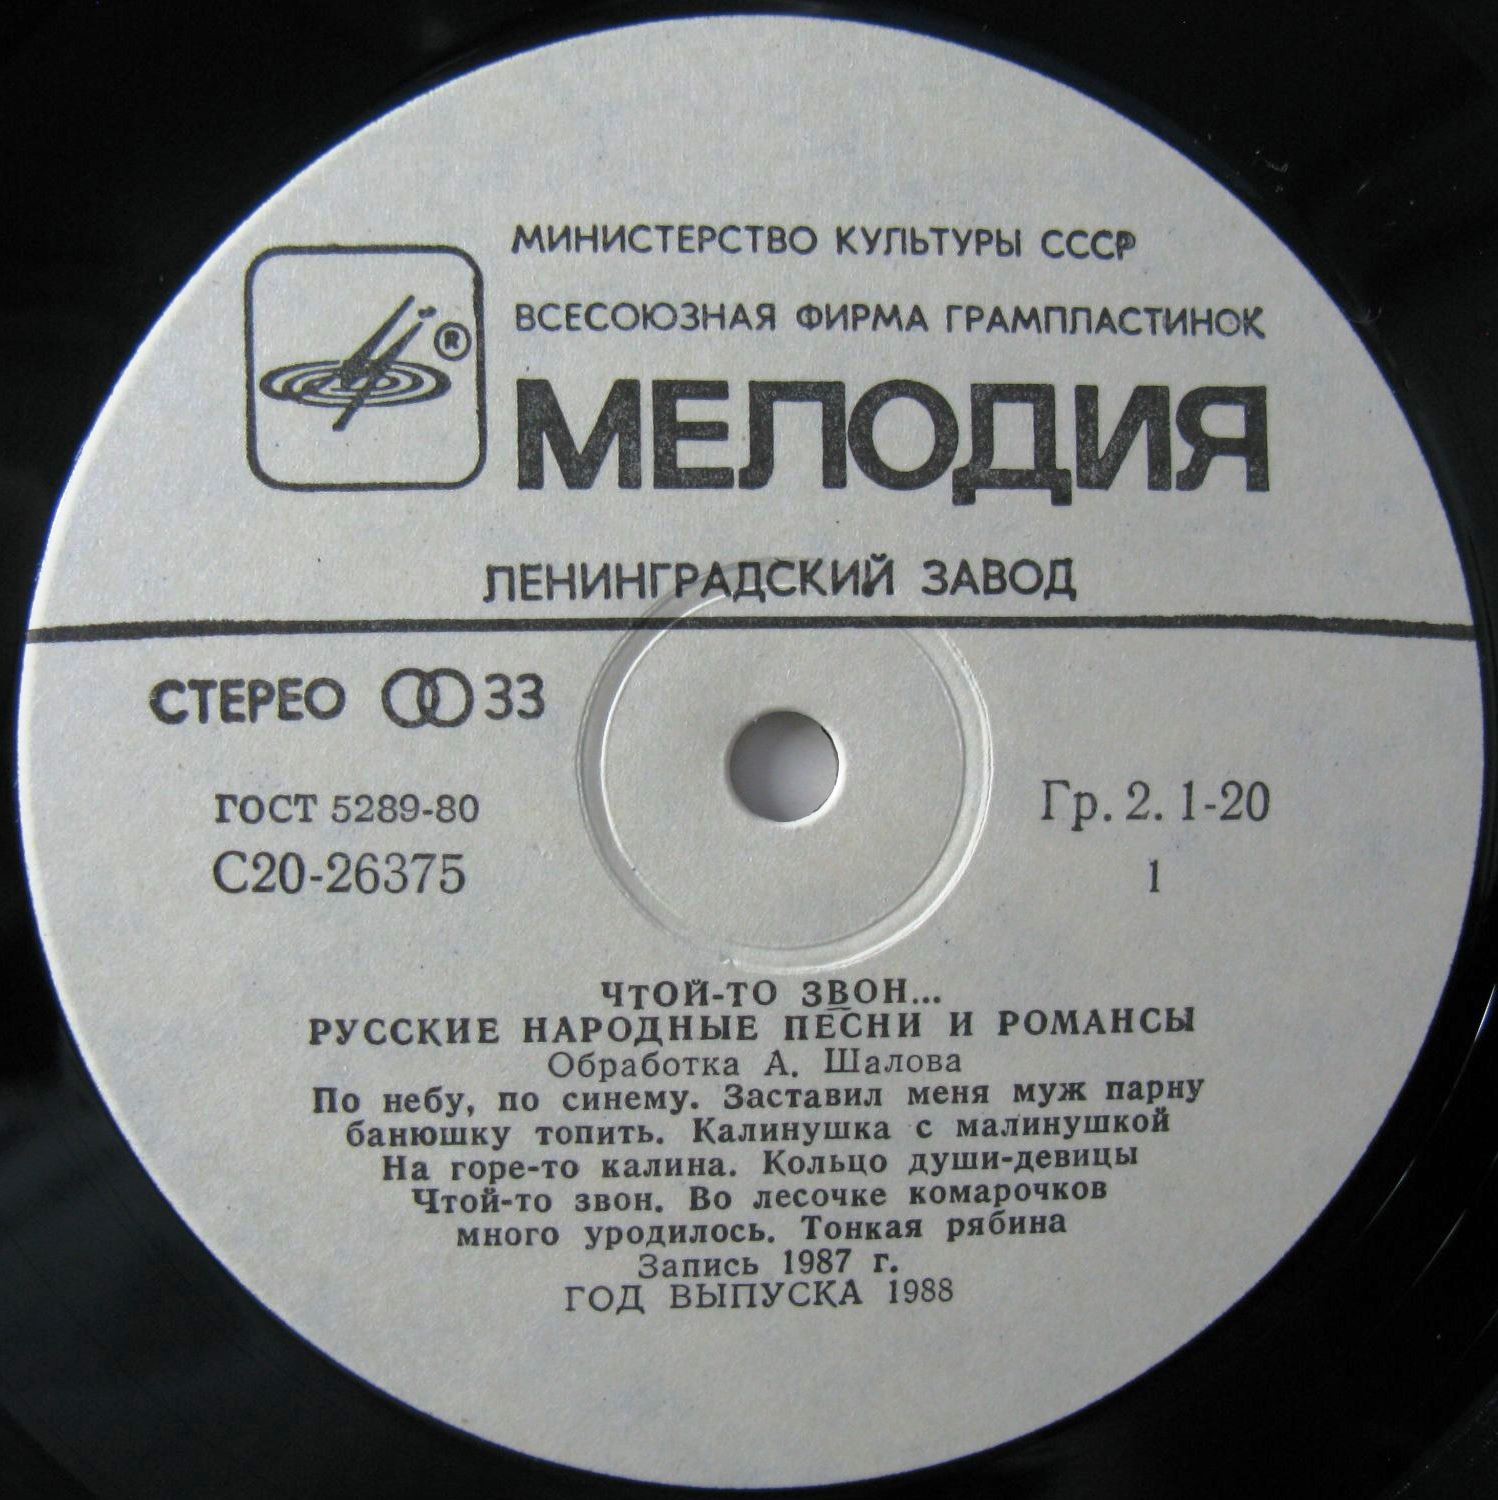 МИНИСТЕРСТВО КУЛЬТУРЫ СССР
ВСЕСОЮЗНАЯ ФИРМА ГРАМПЛАСТИНОК
®
МЕЛОДИЯ
ЛЕНИНГРАДСКИЙ ЗАВОД
СТЕРЕО 33
ГОСТ 5289-80
Гр. 2. 1-20
С20-26375
1
ЧТОЙ-ТО ЗВОН...
РУССКИЕ НАРОДНЫЕ ПЕСНИ И РОМАНСЫ
Обработка А. Шалова
По небу, по синему. Заставил меня муж парну
банюшку топить. Калинушка с малинушкой
На горе-то калина. Кольцо души-девицы
Чтой-то звон. Во лесочке комарочков
много уродилось. Тонкая рябина
Запись 1987 г.
ГОД ВЫПУСКА 1988